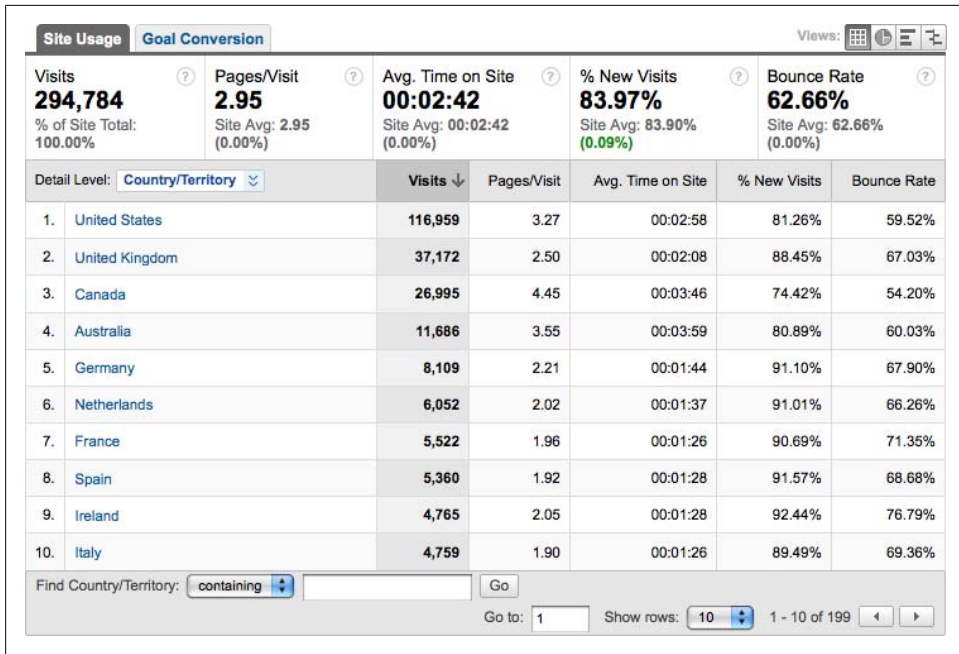 Site Usage Goal Conversion Views:
Visits ? Pages/Visit ? Avg. Time on Site ? % New Visits ? Bounce Rate ?
294,784 2.95 00:02:42 83.97% 62.66%
% of Site Total: Site Avg: 2.95 Site Avg: 00:02:42 Site Avg: 83.90% Site Avg: 62.66%
100.00% (0.00%) (0.00%) (0.09%) (0.00%)
Detail Level: Country/Territory Visits Pages/Visit Avg. Time on Site % New Visits Bounce Rate
1. United States 116,959 3.27 00:02:58 81.26% 59.52%
2. United Kingdom 37,172 2.50 00:02:08 88.45% 67.03%
3. Canada 26,995 4.45 00:03:46 74.42% 54.20%
4. Australia 11,686 3.55 00:03:59 80.89% 60.03%
5. Germany 8,109 2.21 00:01:44 91.10% 67.90%
6. Netherlands 6,052 2.02 00:01:37 91.01% 66.26%
7. France 5,522 1.96 00:01:26 90.69% 71.35%
8. Spain 5,360 1.92 00:01:28 91.57% 68.68%
9. Ireland 4,765 2.05 00:01:28 92.44% 76.79%
10. Italy 4,759 1.90 00:01:26 89.49% 69.36%
Find Country/Territory: containing Go
Go to: 1 Show rows: 10 1 - 10 of 199